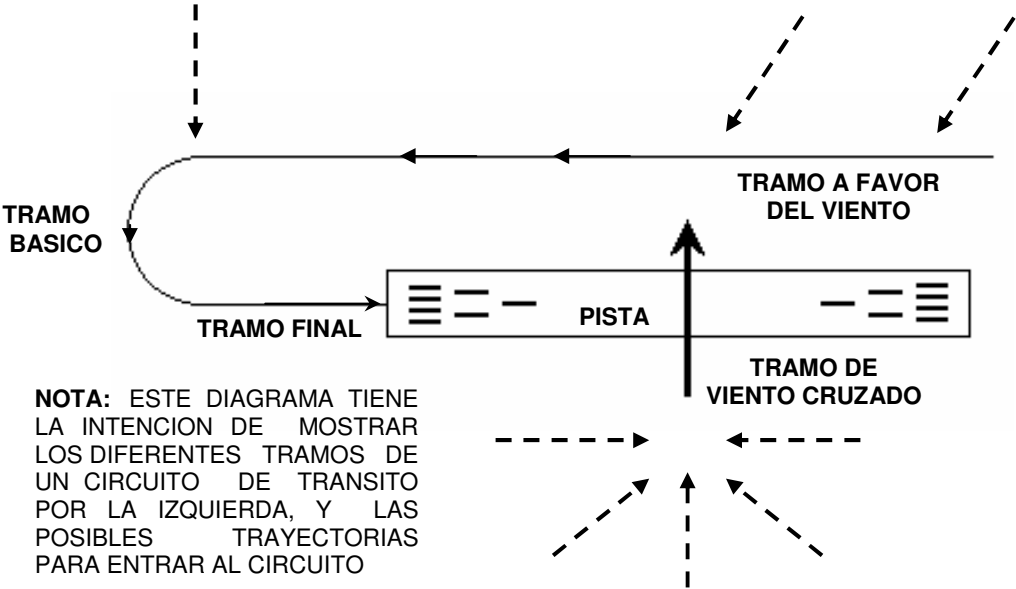 TRAMO A FAVOR
DEL VIENTO
TRAMO
BASICO
PISTA
TRAMO FINAL
TRAMO DE
VIENTO CRUZADO
NOTA: ESTE DIAGRAMA TIENE
LA INTENCION DE MOSTRAR
LOS DIFERENTES TRAMOS DE
UN CIRCUITO DE TRANSITO
POR LA IZQUIERDA, Y LAS
POSIBLES TRAYECTORIAS
PARA ENTRAR AL CIRCUITO